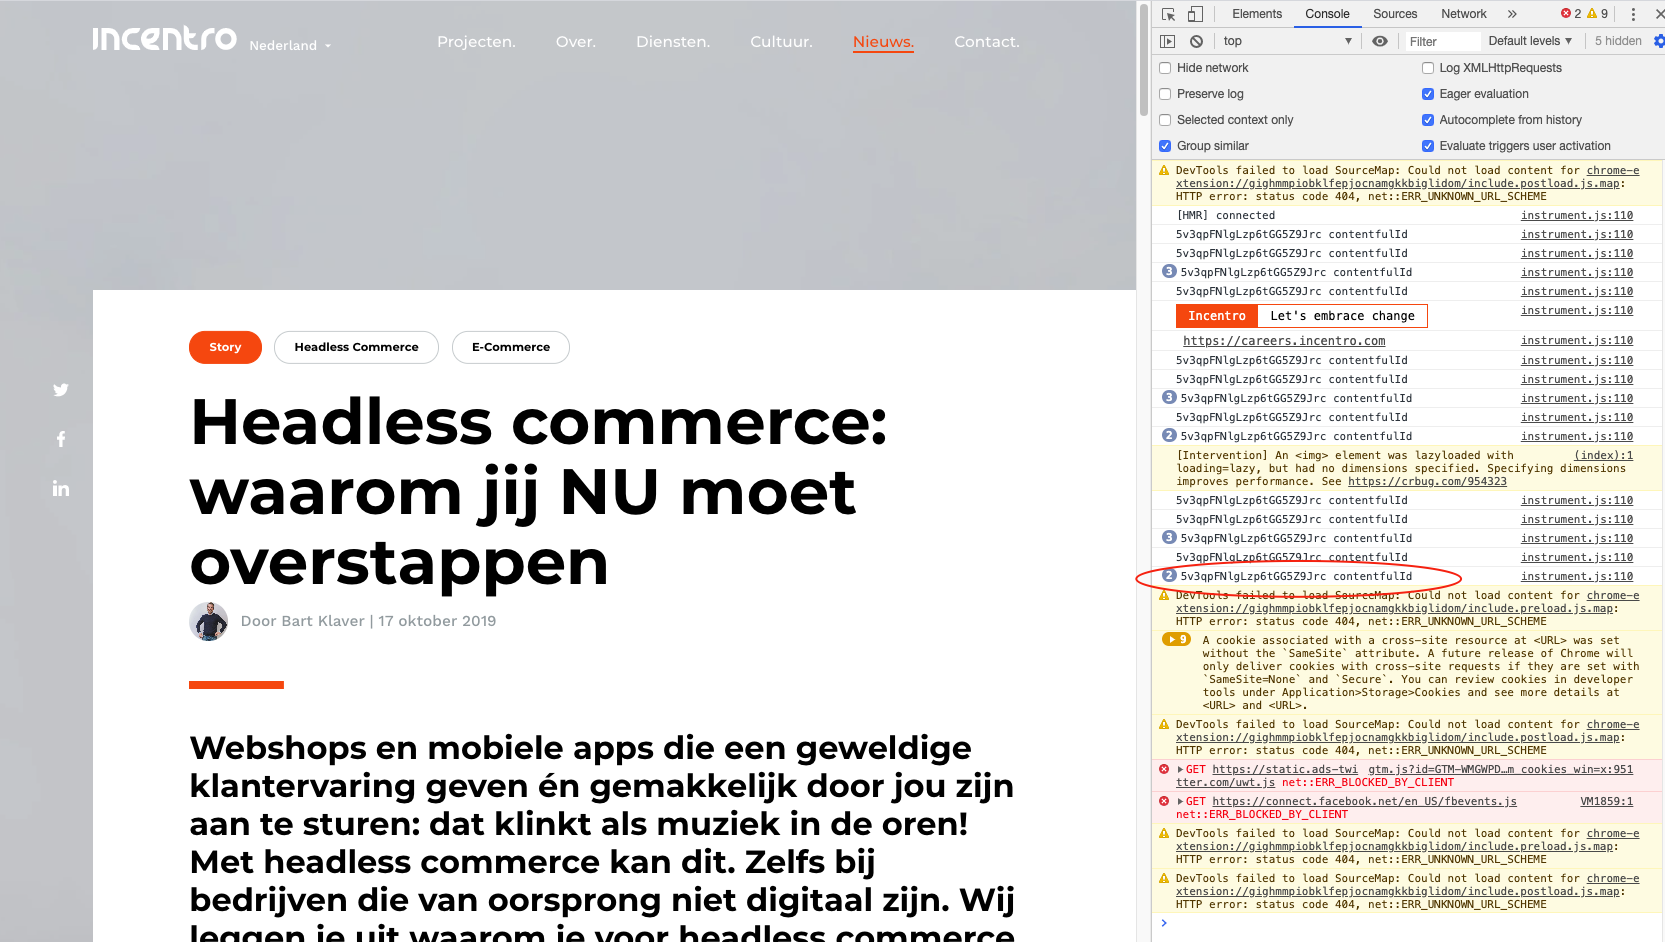 incentro
Nederland
Projecten. Over. Diensten. Cultuur. Nieuws. Contact.
Story
Headless Commerce
E-Commerce
Headless commerce:
waarom jij NU moet
overstappen
Door Bart Klaver | 17 oktober 2019
Webshops en mobiele apps die een geweldige
klantervaring geven én gemakkelijk door jou zijn
aan te sturen: dat klinkt als muziek in de oren!
Met headless commerce kan dit. Zelfs bij
bedrijven die van oorsprong niet digitaal zijn. Wij
leggen je uit waarom je voor headless commerce
Elements Console Sources Network » 2 9
top Filter Default levels ▼ 5 hidden
Hide network Log XMLHttpRequests
Preserve log Eager evaluation
Selected context only Autocomplete from history
Group similar Evaluate triggers user activation
DevTools failed to load SourceMap: Could not load content for chrome-e
xtension://gighmmpiobklfepjocnamgkkbiglidom/include.postload.js.map:
HTTP error: status code 404, net::ERR_UNKNOWN_URL_SCHEME
[HMR] connected instrument.js:110
5v3qpFNlgLzp6tGG5Z9Jrc contentfulId instrument.js:110
5v3qpFNlgLzp6tGG5Z9Jrc contentfulId instrument.js:110
3 5v3qpFNlgLzp6tGG5Z9Jrc contentfulId instrument.js:110
5v3qpFNlgLzp6tGG5Z9Jrc contentfulId instrument.js:110
Incentro Let's embrace change instrument.js:110
https://careers.incentro.com instrument.js:110
5v3qpFNlgLzp6tGG5Z9Jrc contentfulId instrument.js:110
5v3qpFNlgLzp6tGG5Z9Jrc contentfulId instrument.js:110
3 5v3qpFNlgLzp6tGG5Z9Jrc contentfulId instrument.js:110
5v3qpFNlgLzp6tGG5Z9Jrc contentfulId instrument.js:110
2 5v3qpFNlgLzp6tGG5Z9Jrc contentfulId instrument.js:110
[Intervention] An <img> element was lazyloaded with (index):1
loading=lazy, but had no dimensions specified. Specifying dimensions
improves performance. See https://crbug.com/954323
5v3qpFNlgLzp6tGG5Z9Jrc contentfulId instrument.js:110
5v3qpFNlgLzp6tGG5Z9Jrc contentfulId instrument.js:110
3 5v3qpFNlgLzp6tGG5Z9Jrc contentfulId instrument.js:110
5v3qpFNlgLzp6tGG5Z9Jrc contentfulId instrument.js:110
2 5v3qpFNlgLzp6tGG5Z9Jrc contentfulId instrument.js:110
DevTools failed to load SourceMap: Could not load content for chrome-e
xtension://gighmmpiobklfepjocnamgkkbiglidom/include.preload.js.map:
HTTP error: status code 404, net::ERR_UNKNOWN_URL_SCHEME
9 A cookie associated with a cross-site resource at <URL> was set
without the `SameSite` attribute. A future release of Chrome will
only deliver cookies with cross-site requests if they are set with
`SameSite=None` and `Secure`. You can review cookies in developer
tools under Application>Storage>Cookies and see more details at
<URL> and <URL>.
DevTools failed to load SourceMap: Could not load content for chrome-e
xtension://gighmmpiobklfepjocnamgkkbiglidom/include.postload.js.map:
HTTP error: status code 404, net::ERR_UNKNOWN_URL_SCHEME
GET https://static.ads-twi gtm.js?id=GTM-WMGWPD…m_cookies_win=x:951
tter.com/uwt.js net::ERR_BLOCKED_BY_CLIENT
GET https://connect.facebook.net/en_US/fbevents.js VM1859:1
net::ERR_BLOCKED_BY_CLIENT
DevTools failed to load SourceMap: Could not load content for chrome-e
xtension://gighmmpiobklfepjocnamgkkbiglidom/include.preload.js.map:
HTTP error: status code 404, net::ERR_UNKNOWN_URL_SCHEME
DevTools failed to load SourceMap: Could not load content for chrome-e
xtension://gighmmpiobklfepjocnamgkkbiglidom/include.postload.js.map:
HTTP error: status code 404, net::ERR_UNKNOWN_URL_SCHEME